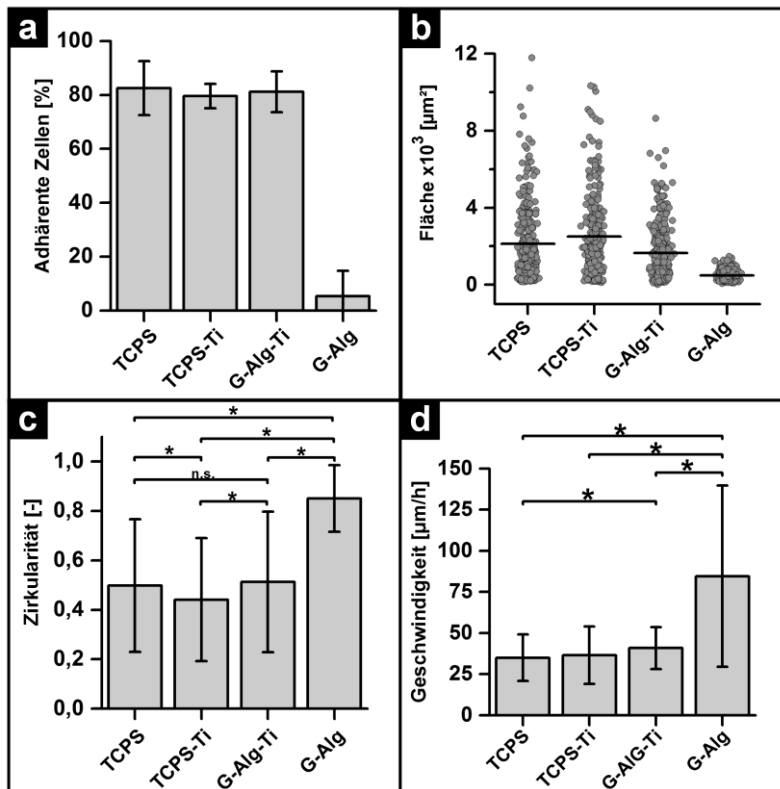 a
Adhärente Zellen [%]
100
80
60
40
20
0
TCPS
TCPS-Ti
G-Alg-Ti
G-Alg
b
Fläche x10³ [µm²]
12
8
4
0
TCPS
TCPS-Ti
G-Alg-Ti
G-Alg
c
Zirkularität [-]
*
*
* *
n.s.
*
1,0
0,8
0,6
0,4
0,2
0,0
TCPS
TCPS-Ti
G-Alg-Ti
G-Alg
d
Geschwindigkeit [µm/h]
*
*
*
*
150
125
100
75
50
25
0
TCPS
TCPS-Ti
G-AlG-Ti
G-Alg